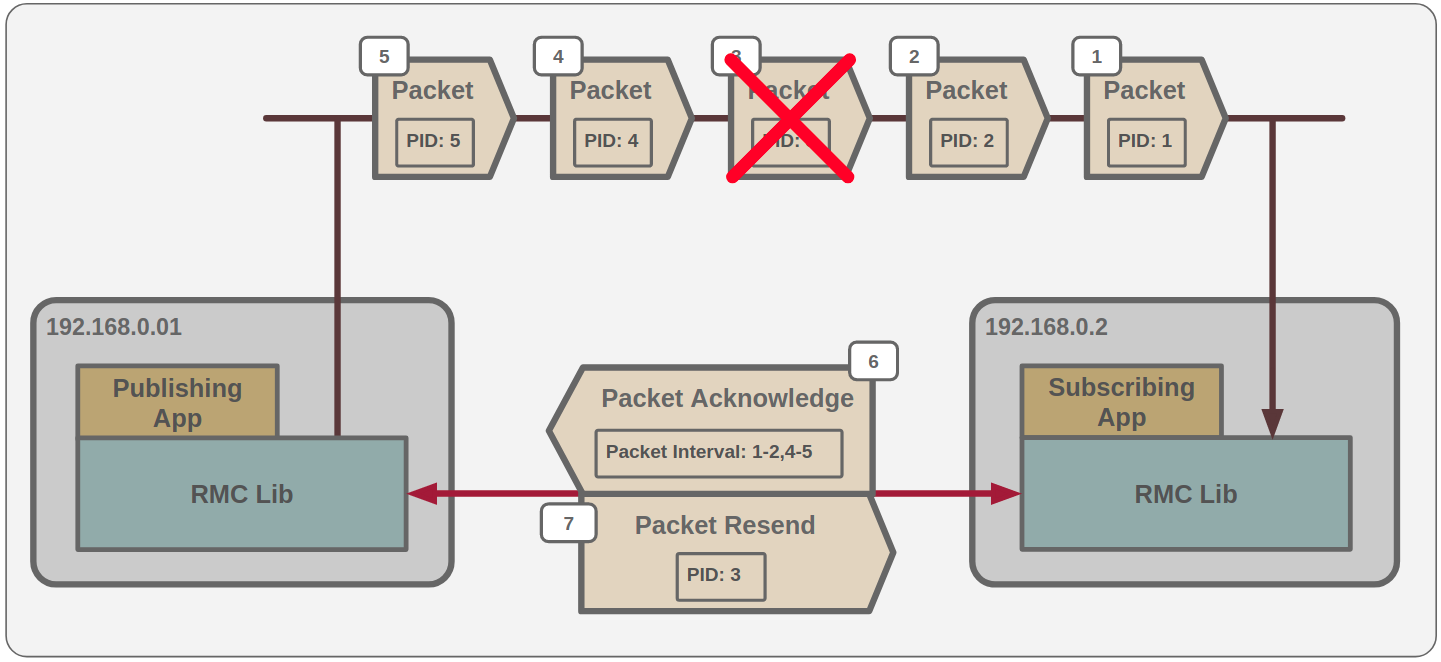 5
4
3
2
1
Packet
Packet
Packet
Packet
Packet
PID: 5
PID: 4
PID:
PID: 2
PID: 1
192.168.0.01
192.168.0.2
Publishing
App
RMC Lib
Subscribing
App
RMC Lib
6
Packet Acknowledge
Packet Interval: 1-2,4-5
7
Packet Resend
PID: 3